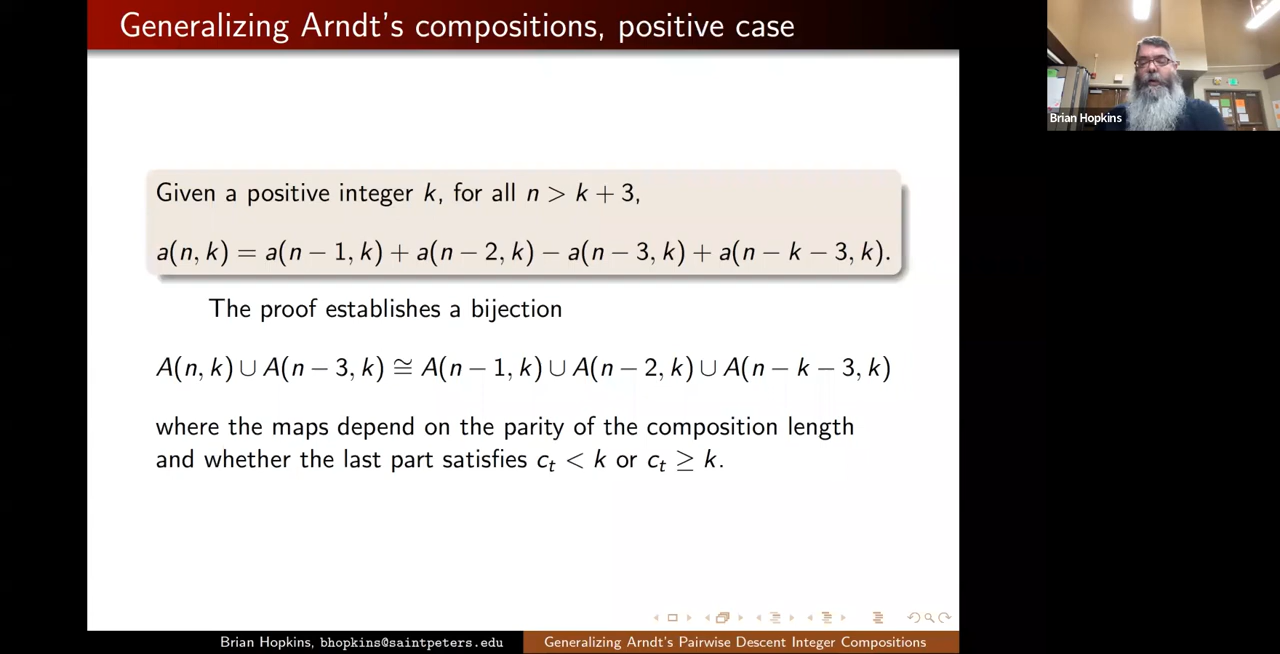 Generalizing Arndt's compositions, positive case
Brian Hopkins
Given a positive integer k, for all n > k + 3,
a(n, k) = a(n − 1, k) + a(n − 2, k) − a(n − 3, k) + a(n − k − 3, k).
The proof establishes a bijection
A(n, k) ∪ A(n − 3, k) ≅ A(n − 1, k) ∪ A(n − 2, k) ∪ A(n − k − 3, k)
where the maps depend on the parity of the composition length
and whether the last part satisfies cₜ < k or cₜ ≥ k.
Brian Hopkins, bhopkins@saintpeters.edu
Generalizing Arndt's Pairwise Descent Integer Compositions